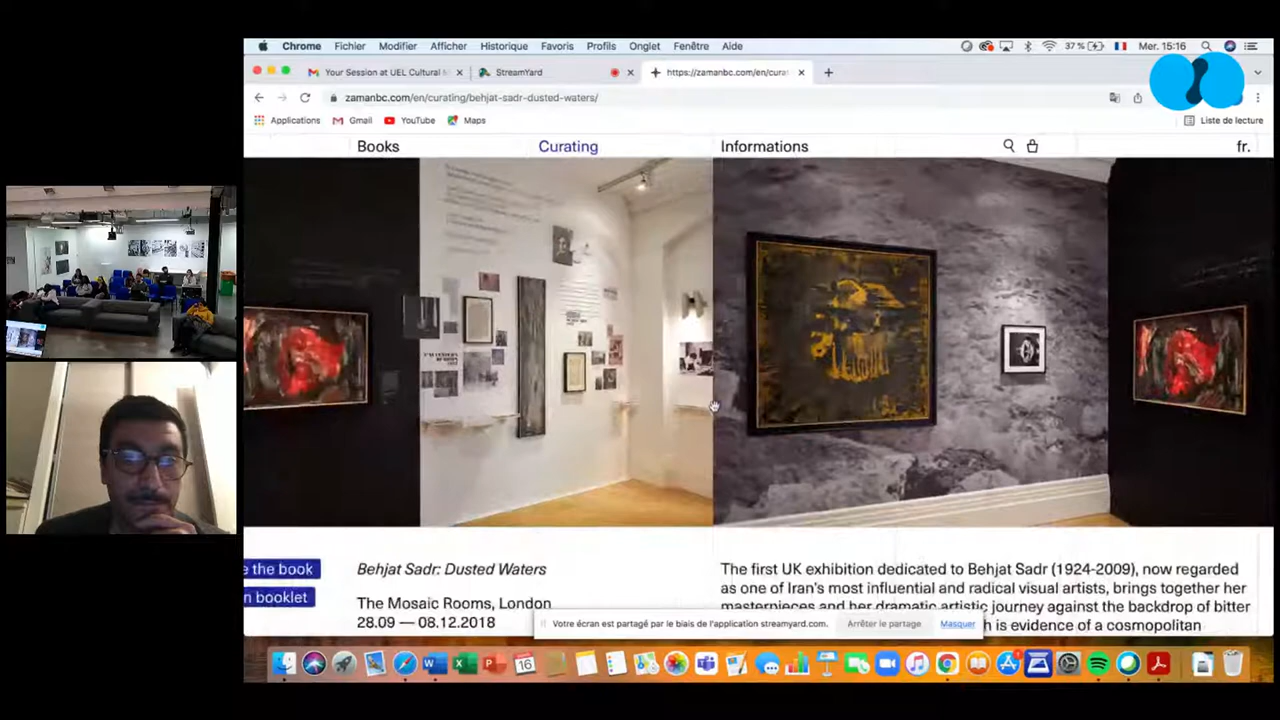 Chrome Fichier Modifier Afficher Historique Favoris Profils Onglet Fenêtre Aide 37 % Mer. 15:16
Your Session at UEL Cultural StreamYard https://zamanbc.com/en/curat
zamanbc.com/en/curating/behjat-sadr-dusted-waters/
Applications Gmail YouTube Maps Liste de lecture
Books Curating Informations fr.
e the book
n booklet
Behjat Sadr: Dusted Waters
The Mosaic Rooms, London
28.09 — 08.12.2018
The first UK exhibition dedicated to Behjat Sadr (1924-2009), now regarded
as one of Iran's most influential and radical visual artists, brings together her
masterpieces and her dramatic artistic journey against the backdrop of bitter
h is evidence of a cosmopolitan
Votre écran est partagé par le biais de l'application streamyard.com. Arrêter le partage Masquer
16